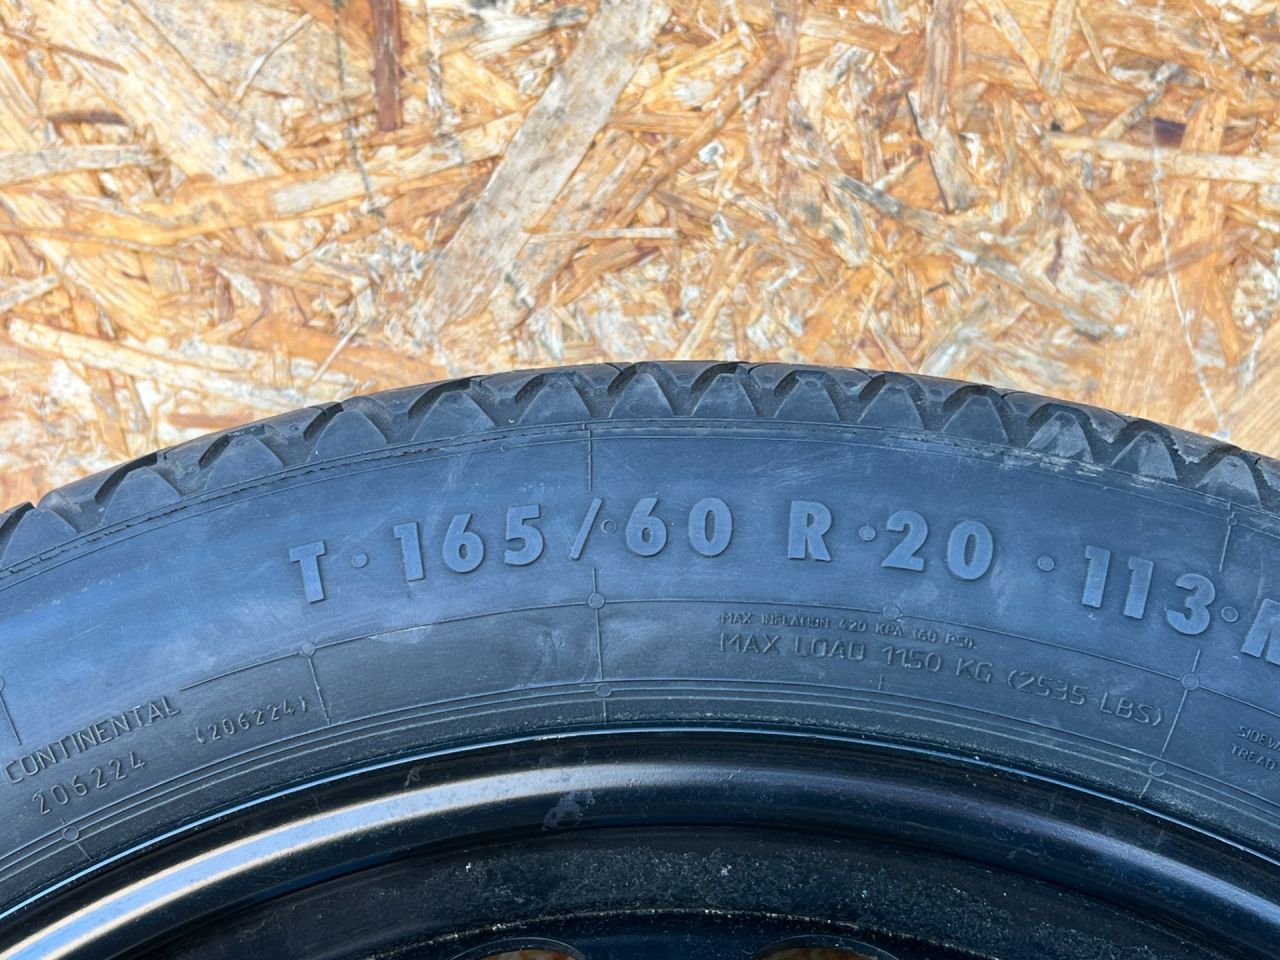 T 165/60 R 20 113 M
MAX INFLATION 420 KPA (60 PSI)
MAX LOAD 1150 KG (2535 LBS)
CONTINENTAL
206224 (206224)
TREAD